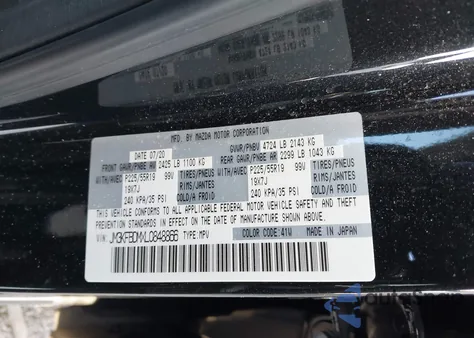 MFD. BY MAZDA MOTOR CORPORATION
DATE 07/20 GVWR/PNBV 4724 LB 2143 KG
FRONT GAWR/PNBE AV 2425 LB 1100 KG REAR GAWR/PNBE AR 2299 LB 1043 KG
WITH/AVEC P225/55R19 99V TIRES/PNEUS WITH/AVEC P225/55R19 99V TIRES/PNEUS
19X7J RIMS/JANTES 19X7J RIMS/JANTES
240 KPA/35 PSI 240 KPA/35 PSI
THIS VEHICLE CONFORMS TO ALL APPLICABLE FEDERAL MOTOR VEHICLE SAFETY, BUMPER, AND THEFT
PREVENTION STANDARDS IN EFFECT ON THE DATE OF MANUFACTURE SHOWN ABOVE.
VIN: TYPE:MPV COLOR CODE:41W MADE IN JAPAN